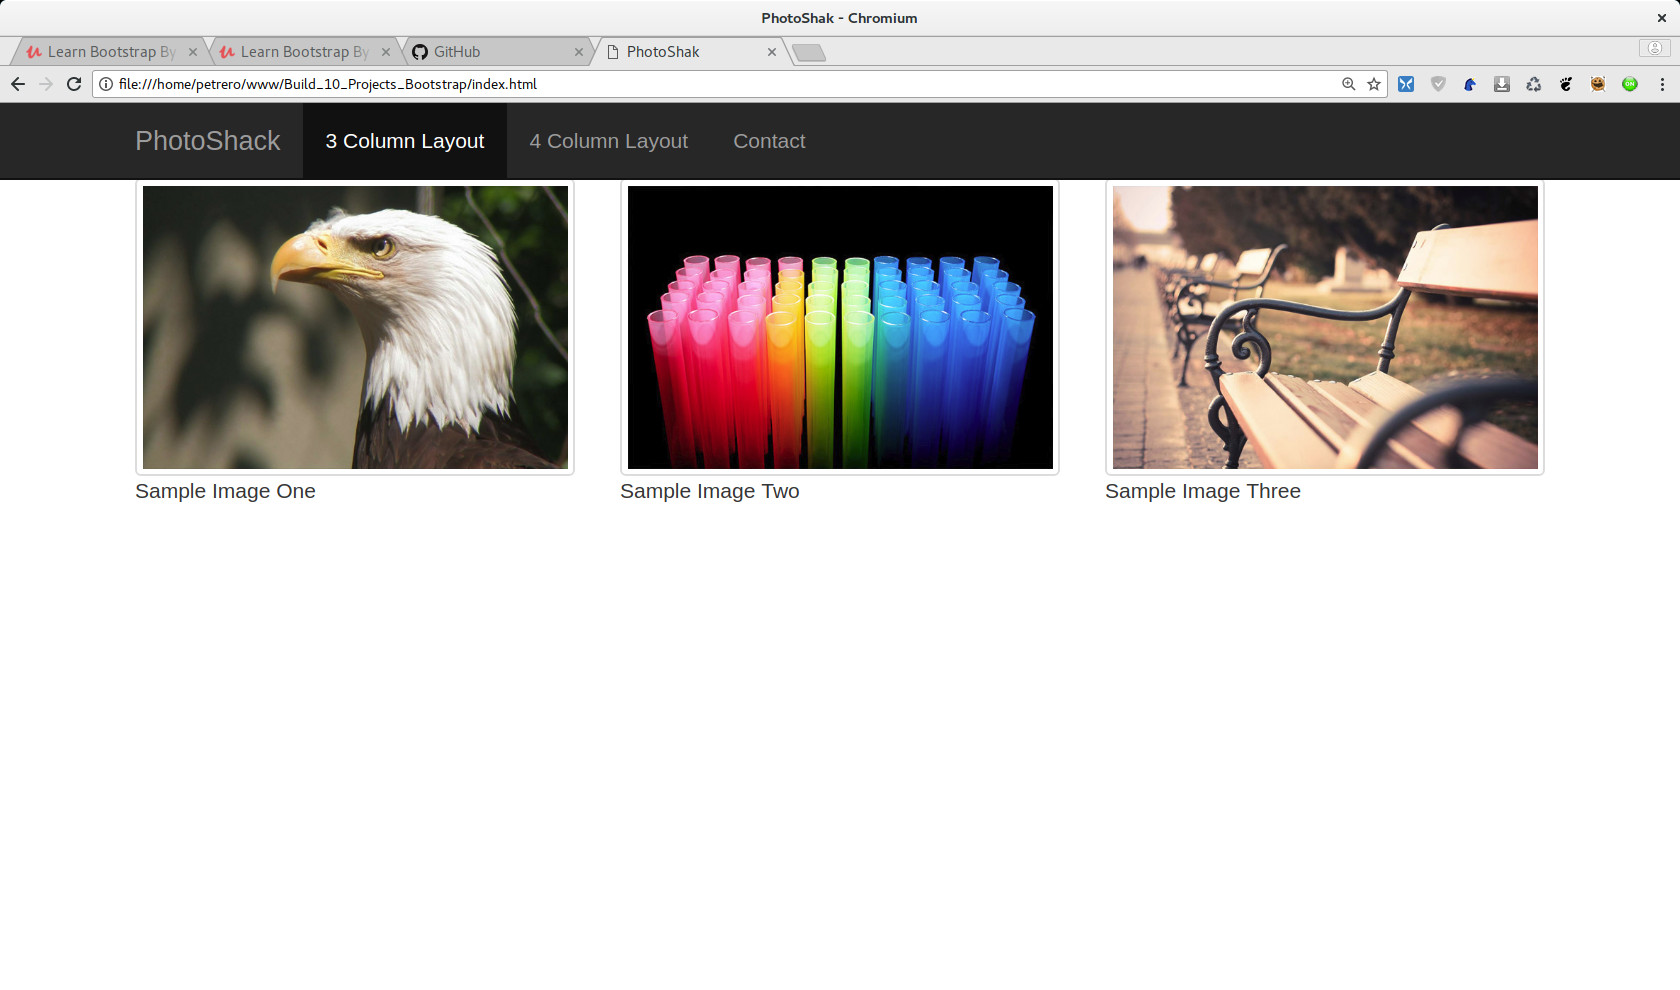 PhotoShak - Chromium
Learn Bootstrap By
Learn Bootstrap By
GitHub
PhotoShak
file:///home/petrero/www/Build_10_Projects_Bootstrap/index.html
ON
PhotoShack
3 Column Layout
4 Column Layout
Contact
Sample Image One
Sample Image Two
Sample Image Three